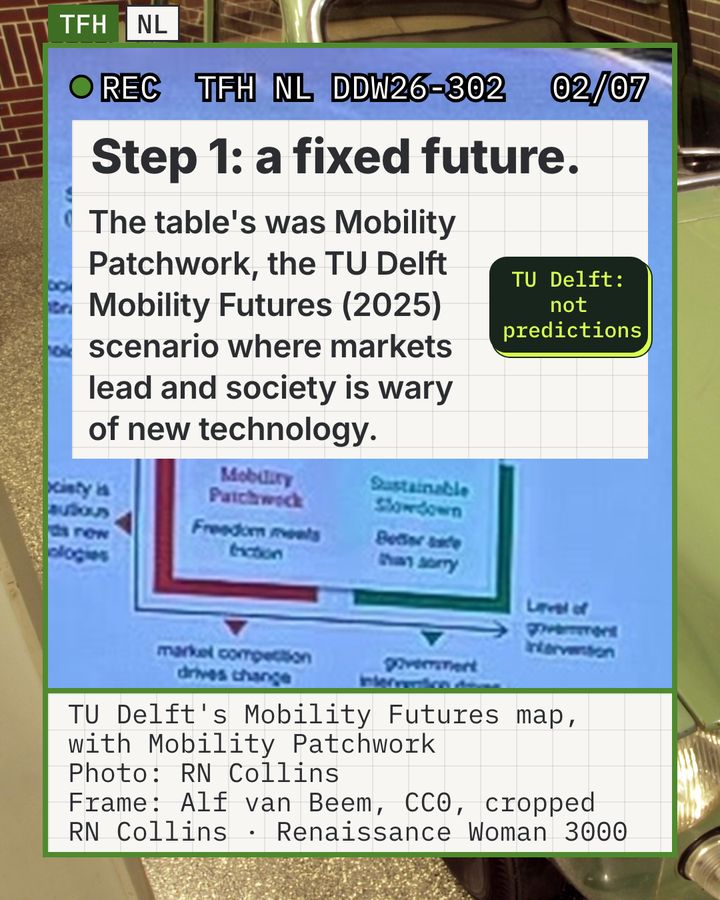 TFH NL
REC TFH NL DDW26-302 02/07
Step 1: a fixed future.
The table's was Mobility
Patchwork, the TU Delft
Mobility Futures (2025)
scenario where markets
lead and society is wary
of new technology.
TU Delft:
not
predictions
Mobility
Patchwork
Freedom meets
friction
Sustainable
Slowdown
Better safe
than sorry
Level of
government
intervention
market competition
drives change
government
TU Delft's Mobility Futures map,
with Mobility Patchwork
Photo: RN Collins
Frame: Alf van Beem, CC0, cropped
RN Collins · Renaissance Woman 3000